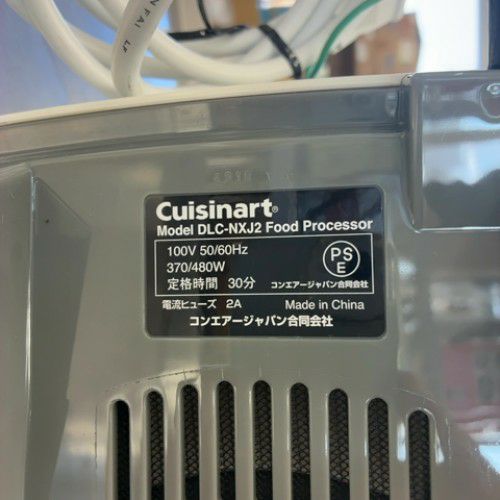 Cuisinart®
Model DLC-NXJ2 Food Processor
100V 50/60Hz
370/480W
定格時間 30分
PS
E
コンエアージャパン合同会社
電流ヒューズ 2A
Made in China
コンエアージャパン合同会社